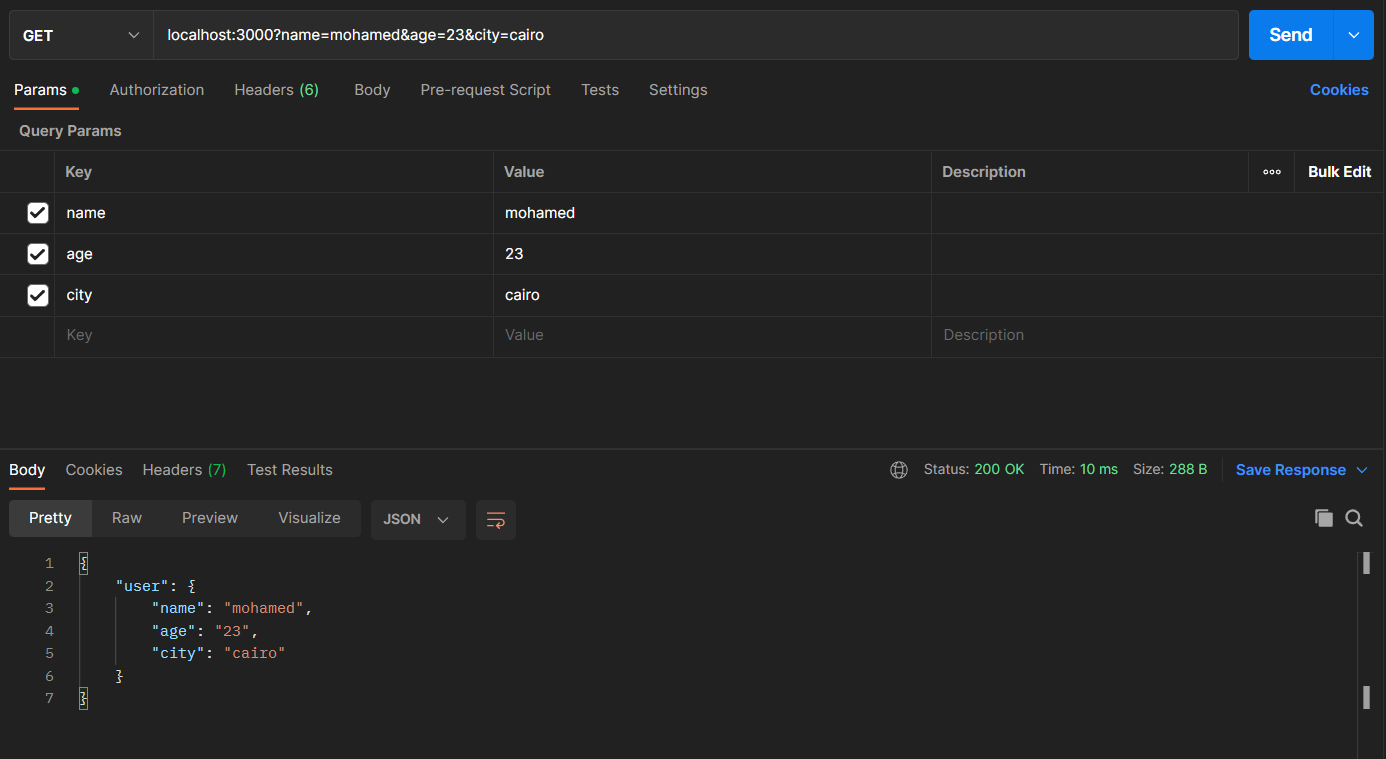 GET localhost:3000?name=mohamed&age=23&city=cairo Send
Params Authorization Headers (6) Body Pre-request Script Tests Settings Cookies
Query Params
Key Value Description Bulk Edit
name mohamed
age 23
city cairo
Key Value Description
Body Cookies Headers (7) Test Results Status: 200 OK Time: 10 ms Size: 288 B Save Response
Pretty Raw Preview Visualize JSON
1 {
2 "user": {
3 "name": "mohamed",
4 "age": "23",
5 "city": "cairo"
6 }
7 }